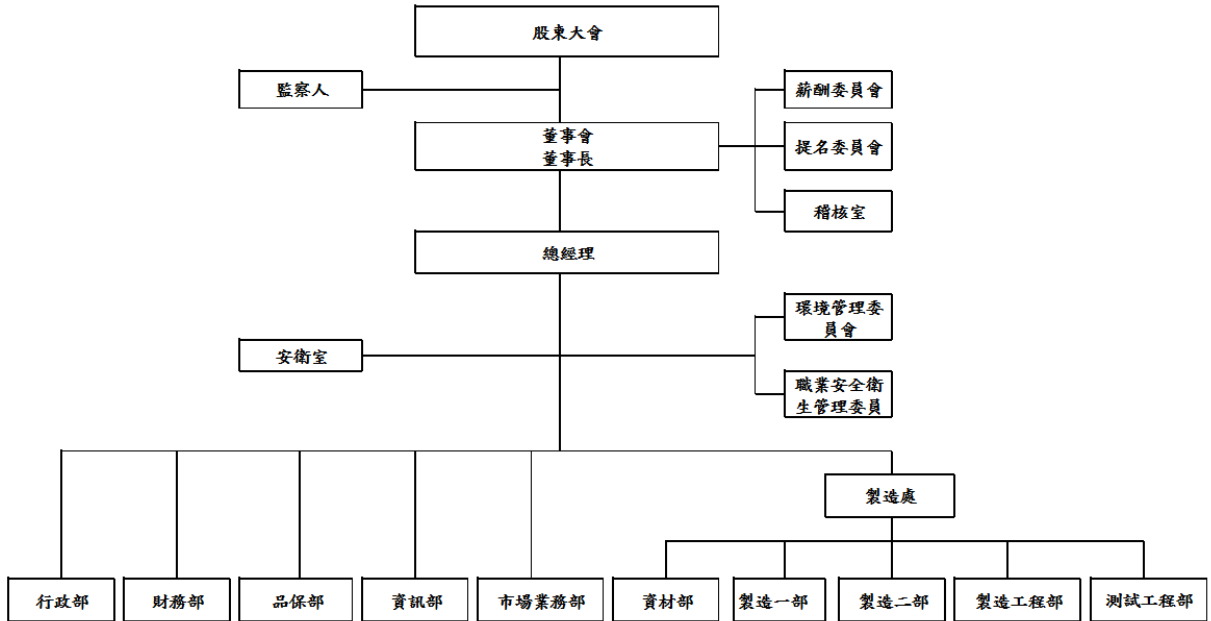 股東大會
監察人
薪酬委員會
董事會
董事長
提名委員會
稽核室
總經理
環境管理委
員會
安衛室
職業安全衛
生管理委員
製造處
行政部
財務部
品保部
資訊部
市場業務部
資材部
製造一部
製造二部
製造工程部
測試工程部